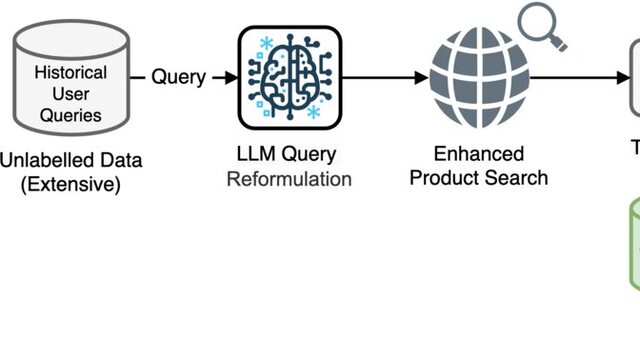 Historical
User
Queries
Query
Unlabelled Data
(Extensive)
LLM Query
Reformulation
Enhanced
Product Search